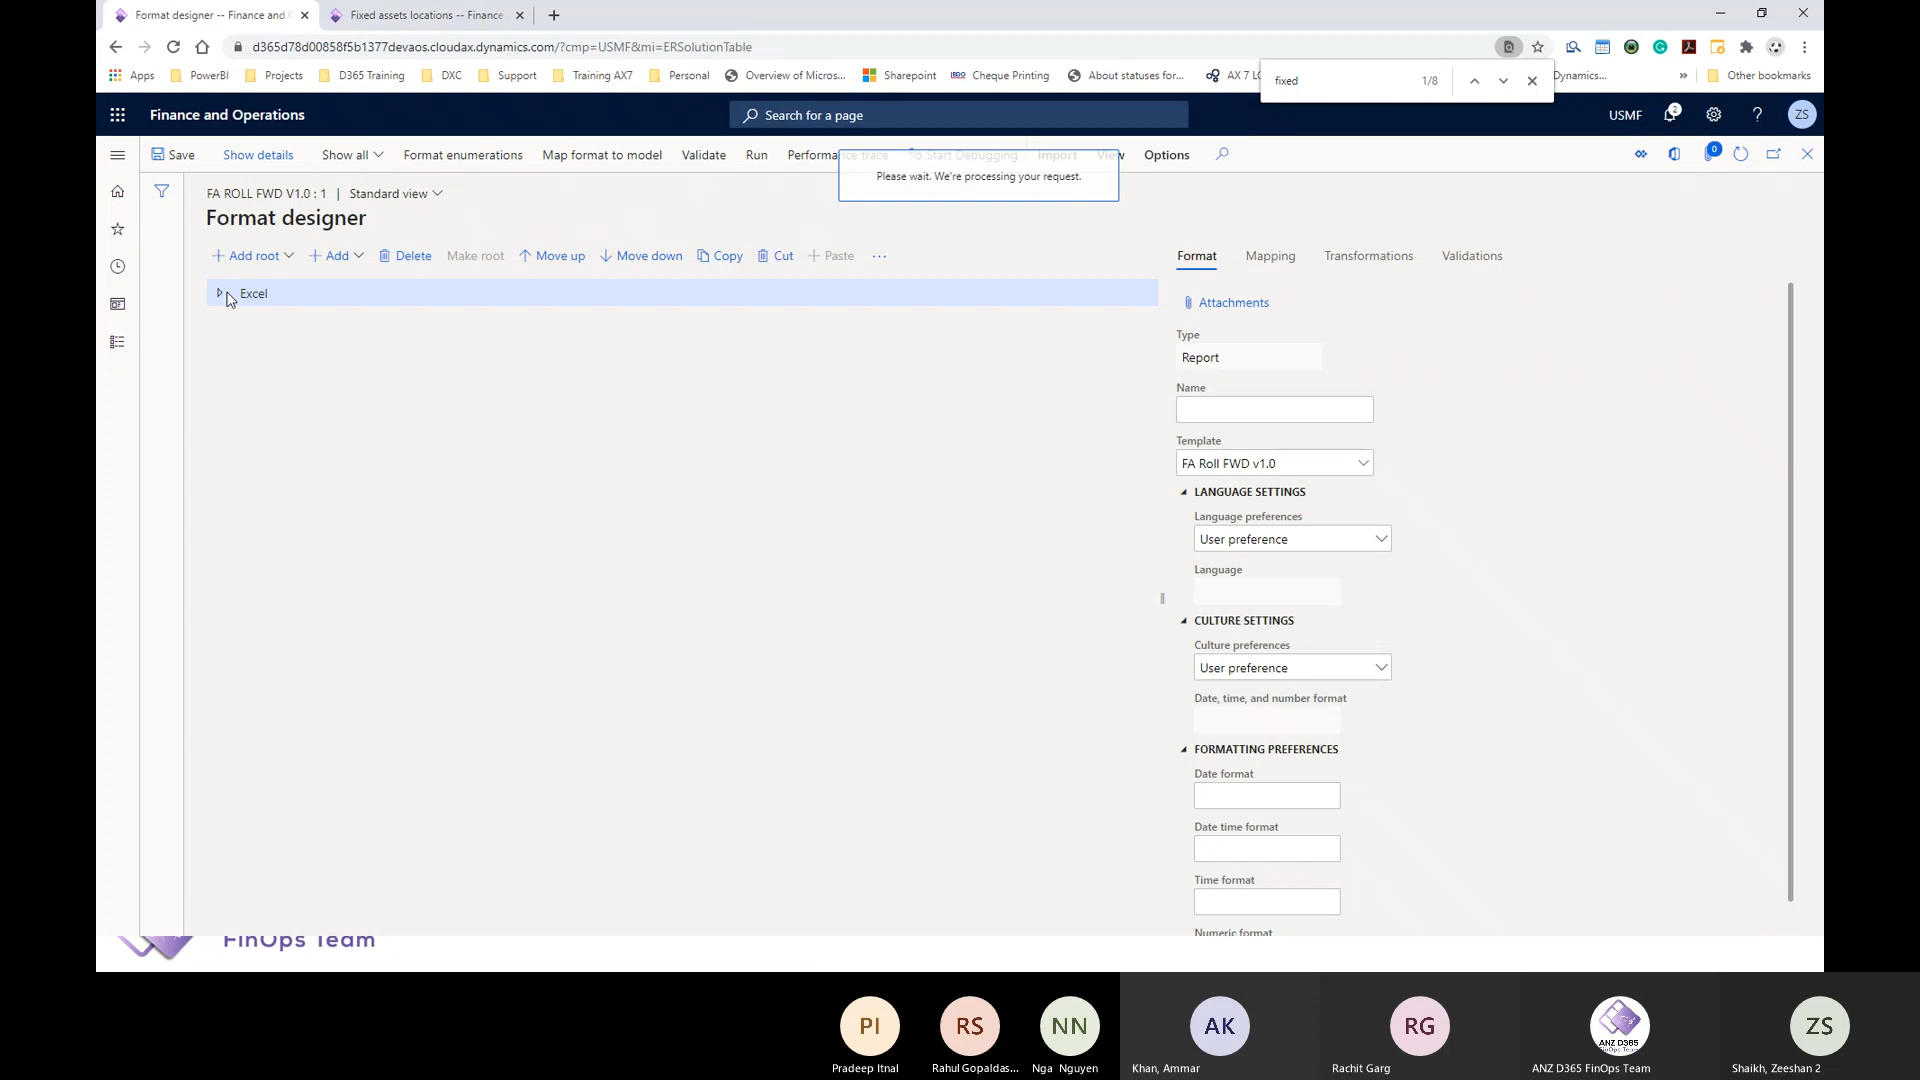 Format designer -- Finance and O
Fixed assets locations -- Finance
d365d78d00858f5b1377devaos.cloudax.dynamics.com/?cmp=USMF&mi=ERSolutionTable
Apps PowerBI Projects D365 Training DXC Support Training AX7 Personal Overview of Micros... Sharepoint Cheque Printing About statuses for... AX 7 LC Dynamics... » Other bookmarks
fixed 1/8
Finance and Operations
Search for a page
USMF 2 ? ZS
Save Show details Show all Format enumerations Map format to model Validate Run Performance trace Start Debugging Import View Options 0
Please wait. We're processing your request.
FA ROLL FWD V1.0 : 1 | Standard view
Format designer
Add root Add Delete Make root Move up Move down Copy Cut Paste ...
Excel
Format Mapping Transformations Validations
Attachments
Type
Report
Name
Template
FA Roll FWD v1.0
LANGUAGE SETTINGS
Language preferences
User preference
Language
CULTURE SETTINGS
Culture preferences
User preference
Date, time, and number format
FORMATTING PREFERENCES
Date format
Date time format
Time format
Numeric format
FinOps Team
PI RS NN AK RG ANZ D365 FinOps Team ZS
Pradeep Itnal Rahul Gopaldas... Nga Nguyen Khan, Ammar Rachit Garg ANZ D365 FinOps Team Shaikh, Zeeshan 2